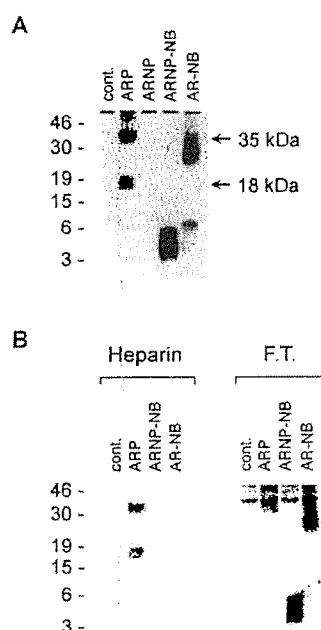 A
cont.
ARP
ARNP
ARNP-NB
AR-NB
46 -
30 -
19 -
15 -
6 -
3 -
← 35 kDa
← 18 kDa
B
Heparin
F.T.
cont.
ARP
ARNP-NB
AR-NB
cont.
ARP
ARNP-NB
AR-NB
46 -
30 -
19 -
15 -
6 -
3 -